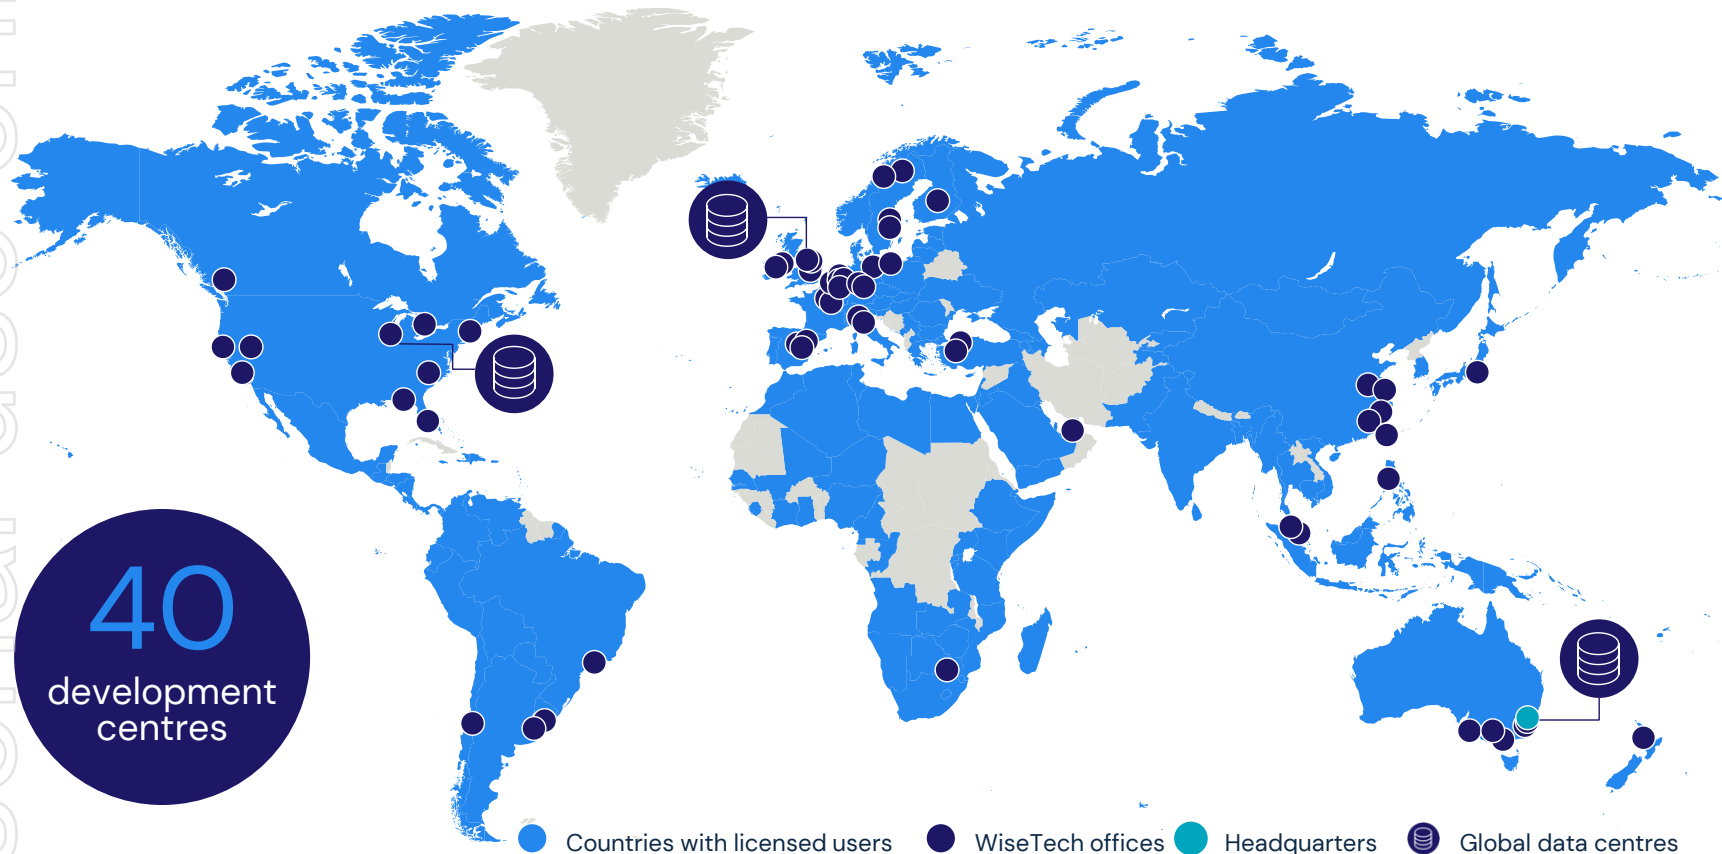 40
development
centres
Countries with licensed users
WiseTech offices
Headquarters
Global data centres